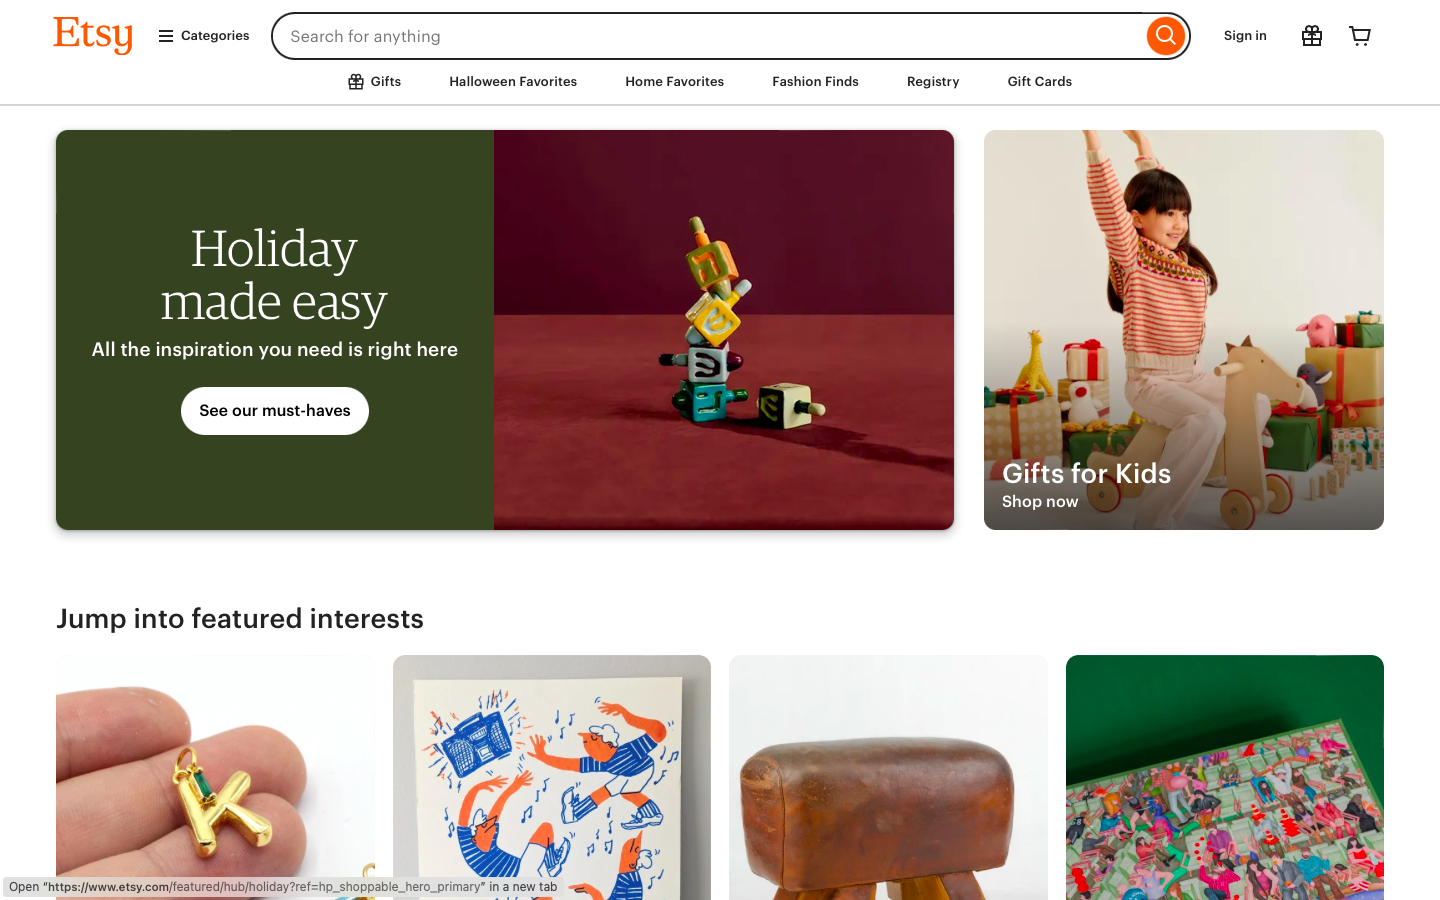 Etsy
Categories
Search for anything
Sign in
Gifts
Halloween Favorites
Home Favorites
Fashion Finds
Registry
Gift Cards
Holiday
made easy
All the inspiration you need is right here
See our must-haves
Gifts for Kids
Shop now
Jump into featured interests
K
Open “https://www.etsy.com/featured/hub/holiday?ref=hp_shoppable_hero_primary” in a new tab